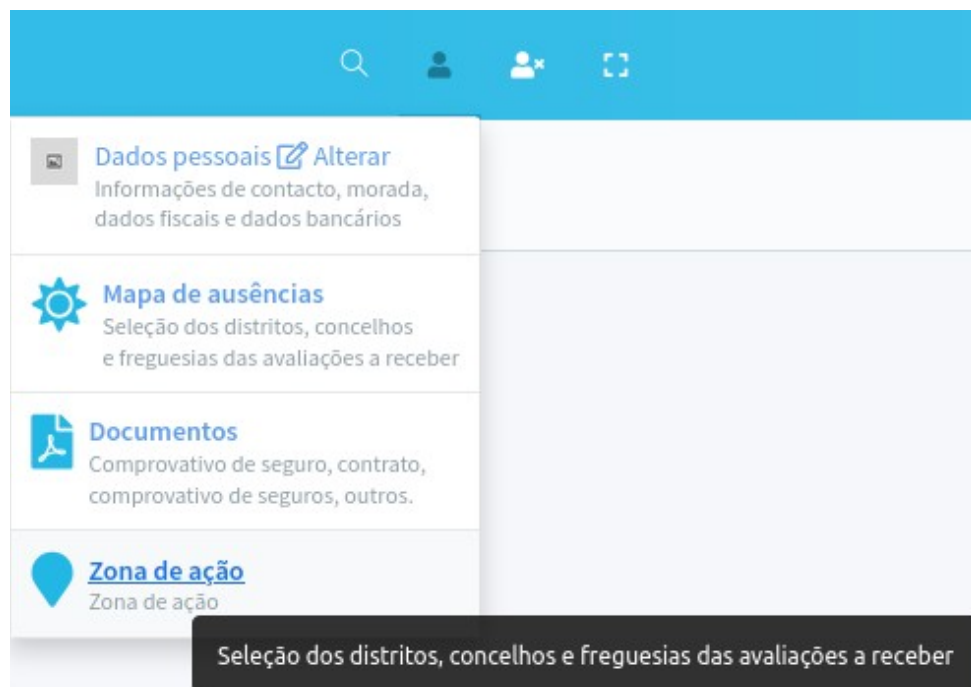 Dados pessoais Alterar
Informações de contacto, morada,
dados fiscais e dados bancários
Mapa de ausências
Seleção dos distritos, concelhos
e freguesias das avaliações a receber
Documentos
Comprovativo de seguro, contrato,
comprovativo de seguros, outros.
Zona de ação
Zona de ação
Seleção dos distritos, concelhos e freguesias das avaliações a receber